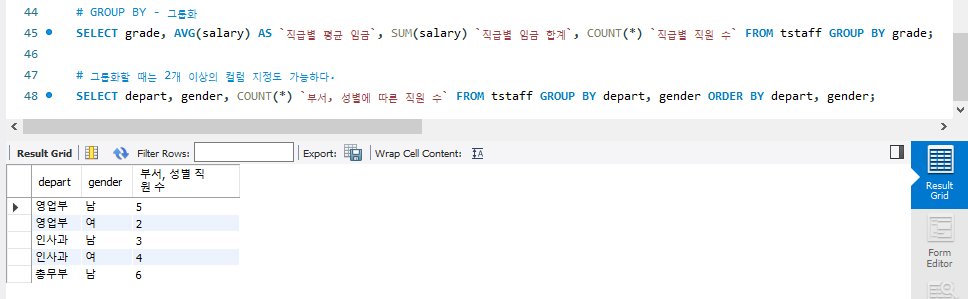 44 # GROUP BY - 그룹화
45 SELECT grade, AVG(salary) AS `직급별 평균 임금`, SUM(salary) `직급별 임금 합계`, COUNT(*) `직급별 직원 수` FROM tstaff GROUP BY grade;
46
47 # 그룹화할 때는 2개 이상의 컬럼 지정도 가능하다.
48 SELECT depart, gender, COUNT(*) `부서, 성별에 따른 직원 수` FROM tstaff GROUP BY depart, gender ORDER BY depart, gender;
Result Grid Filter Rows: Export: Wrap Cell Content:
depart gender 부서, 성별 직
원 수
영업부 남 5
영업부 여 2
인사과 남 3
인사과 여 4
총무부 남 6
Result
Grid
Form
Editor